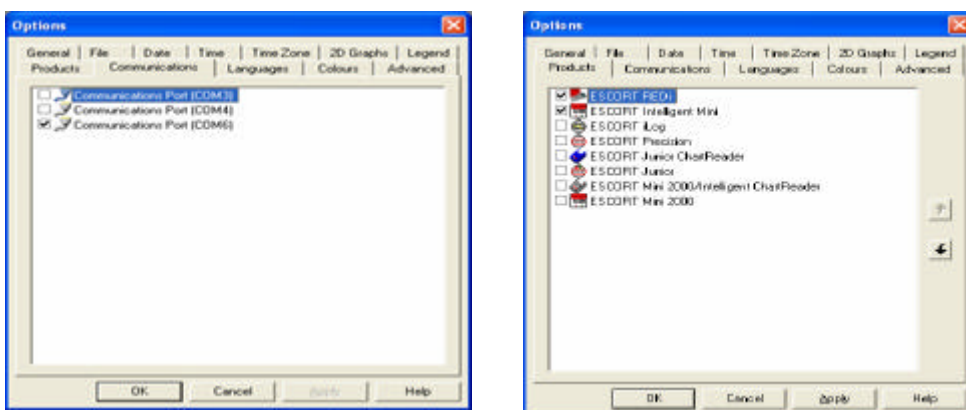 Options
General File Date Time Time Zone 2D Graphs Legend
Products Communications Languages Colours Advanced
Communications Port (COM3)
Communications Port (COM4)
Communications Port (COM6)
OK Cancel Apply Help
Options
General File Date Time Time Zone 2D Graphs Legend
Products Communications Languages Colours Advanced
ESCORT REDi
ESCORT Intelligent Mini
ESCORT iLog
ESCORT Precision
ESCORT Junior ChartReader
ESCORT Junior
ESCORT Mini 2000/Intelligent ChartReader
ESCORT Mini 2000
OK Cancel Apply Help